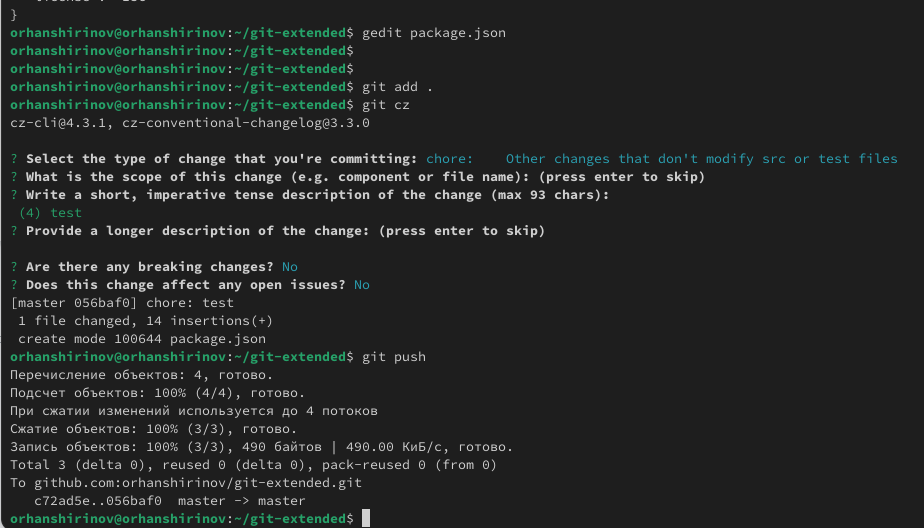 }
orhanshirinov@orhanshirinov:~/git-extended$ gedit package.json
orhanshirinov@orhanshirinov:~/git-extended$
orhanshirinov@orhanshirinov:~/git-extended$
orhanshirinov@orhanshirinov:~/git-extended$ git add .
orhanshirinov@orhanshirinov:~/git-extended$ git cz
cz-cli@4.3.1, cz-conventional-changelog@3.3.0
? Select the type of change that you're committing: chore:    Other changes that don't modify src or test files
? What is the scope of this change (e.g. component or file name): (press enter to skip)
? Write a short, imperative tense description of the change (max 93 chars):
 (4) test
? Provide a longer description of the change: (press enter to skip)
? Are there any breaking changes? No
? Does this change affect any open issues? No
[master 056baf0] chore: test
 1 file changed, 14 insertions(+)
 create mode 100644 package.json
orhanshirinov@orhanshirinov:~/git-extended$ git push
Перечисление объектов: 4, готово.
Подсчет объектов: 100% (4/4), готово.
При сжатии изменений используется до 4 потоков
Сжатие объектов: 100% (3/3), готово.
Запись объектов: 100% (3/3), 490 байтов | 490.00 КиБ/с, готово.
Total 3 (delta 0), reused 0 (delta 0), pack-reused 0 (from 0)
To github.com:orhanshirinov/git-extended.git
   c72ad5e..056baf0  master -> master
orhanshirinov@orhanshirinov:~/git-extended$